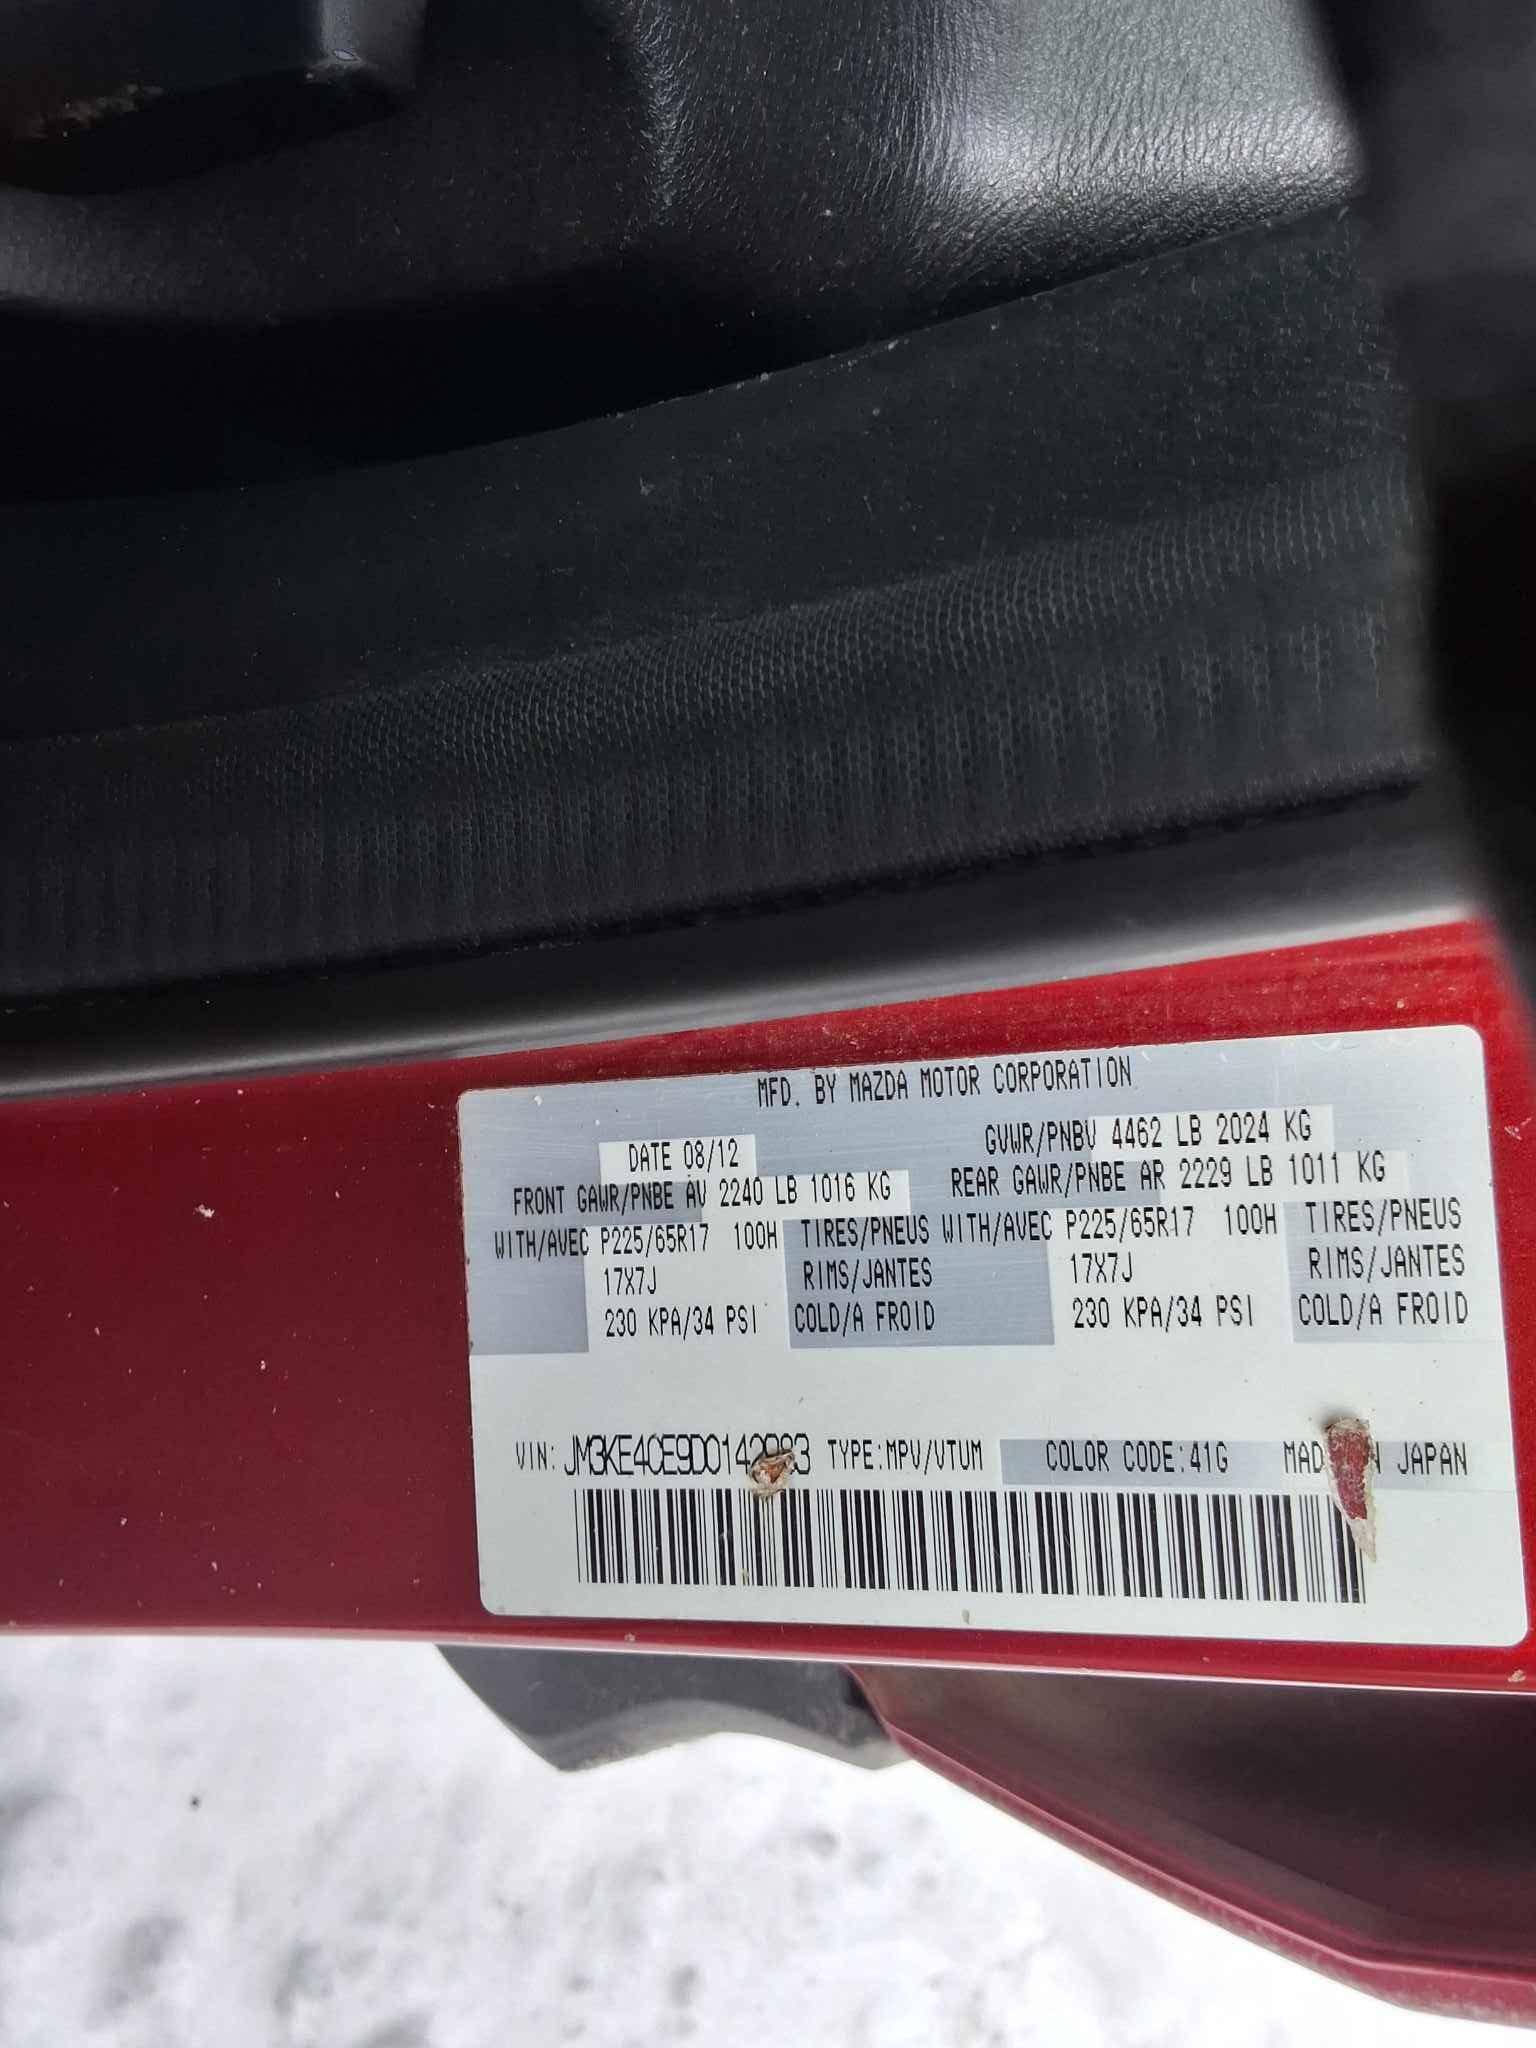 MFD. BY MAZDA MOTOR CORPORATION
DATE 08/12 GVWR/PNBV 4462 LB 2024 KG
FRONT GAWR/PNBE AV 2240 LB 1016 KG REAR GAWR/PNBE AR 2229 LB 1011 KG
WITH/AVEC P225/65R17 100H TIRES/PNEUS WITH/AVEC P225/65R17 100H TIRES/PNEUS
17X7J RIMS/JANTES 17X7J RIMS/JANTES
230 KPA/34 PSI COLD/A FROID 230 KPA/34 PSI COLD/A FROID
VIN: TYPE:MPV/VTUM COLOR CODE:41G JAPAN